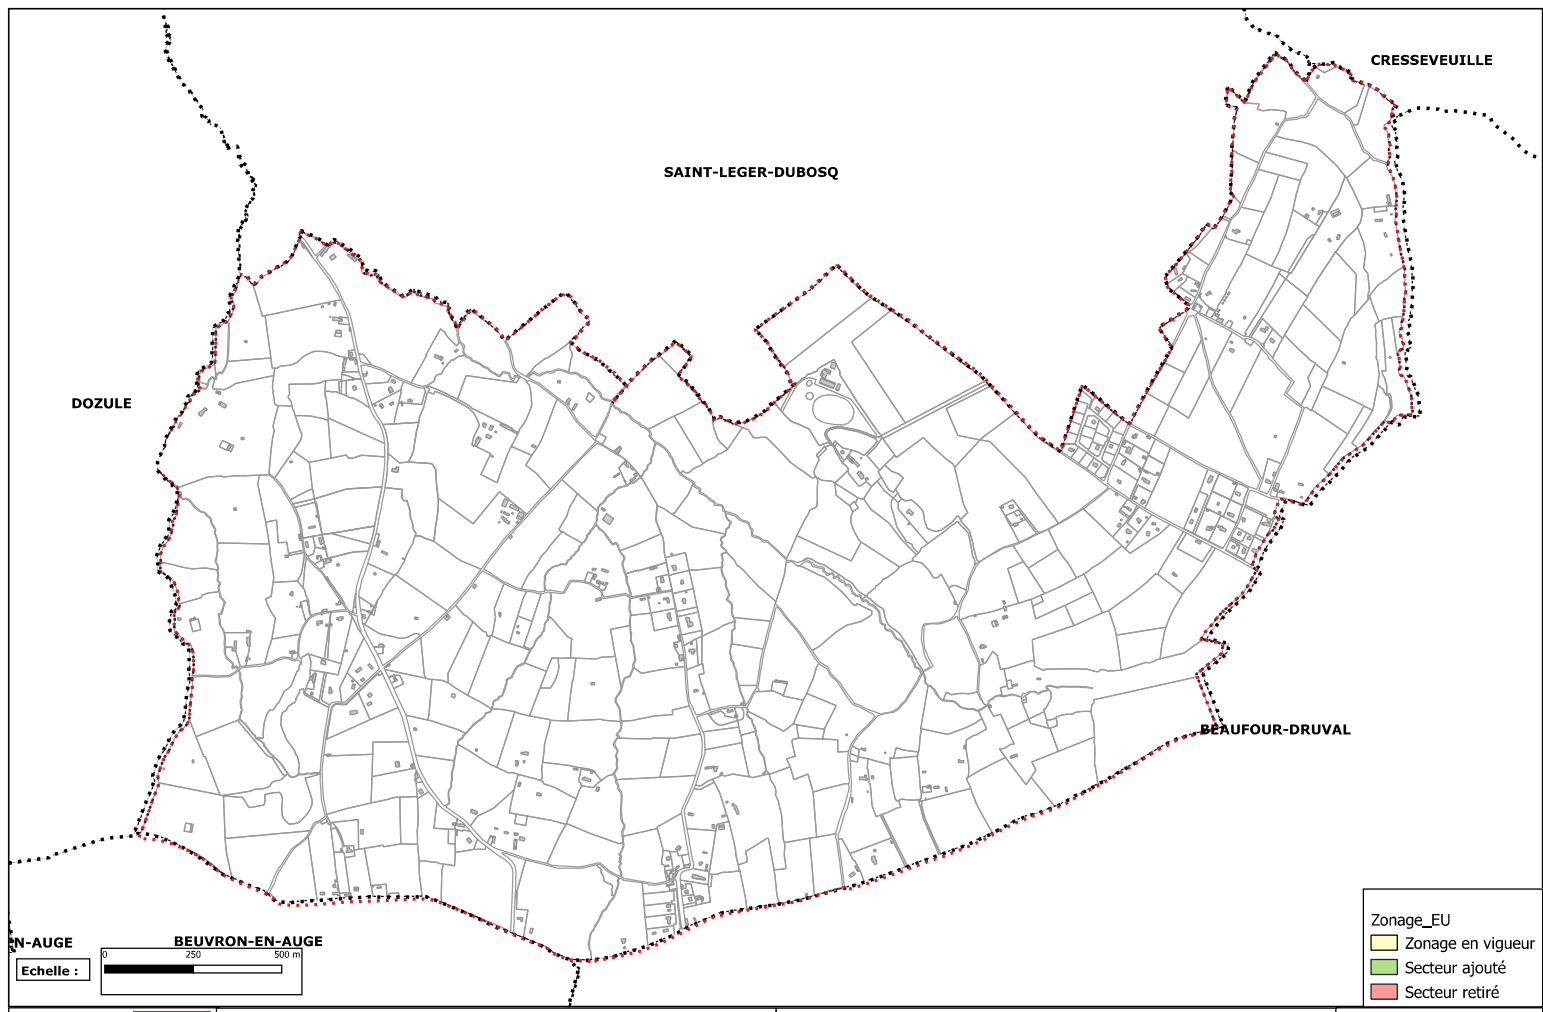 CRESSEVEUILLE
SAINT-LEGER-DUBOSQ
DOZULE
BEAUFOUR-DRUVAL
N-AUGE
BEUVRON-EN-AUGE
Echelle :
0 250 500 m
Zonage_EU
Zonage en vigueur
Secteur ajouté
Secteur retiré